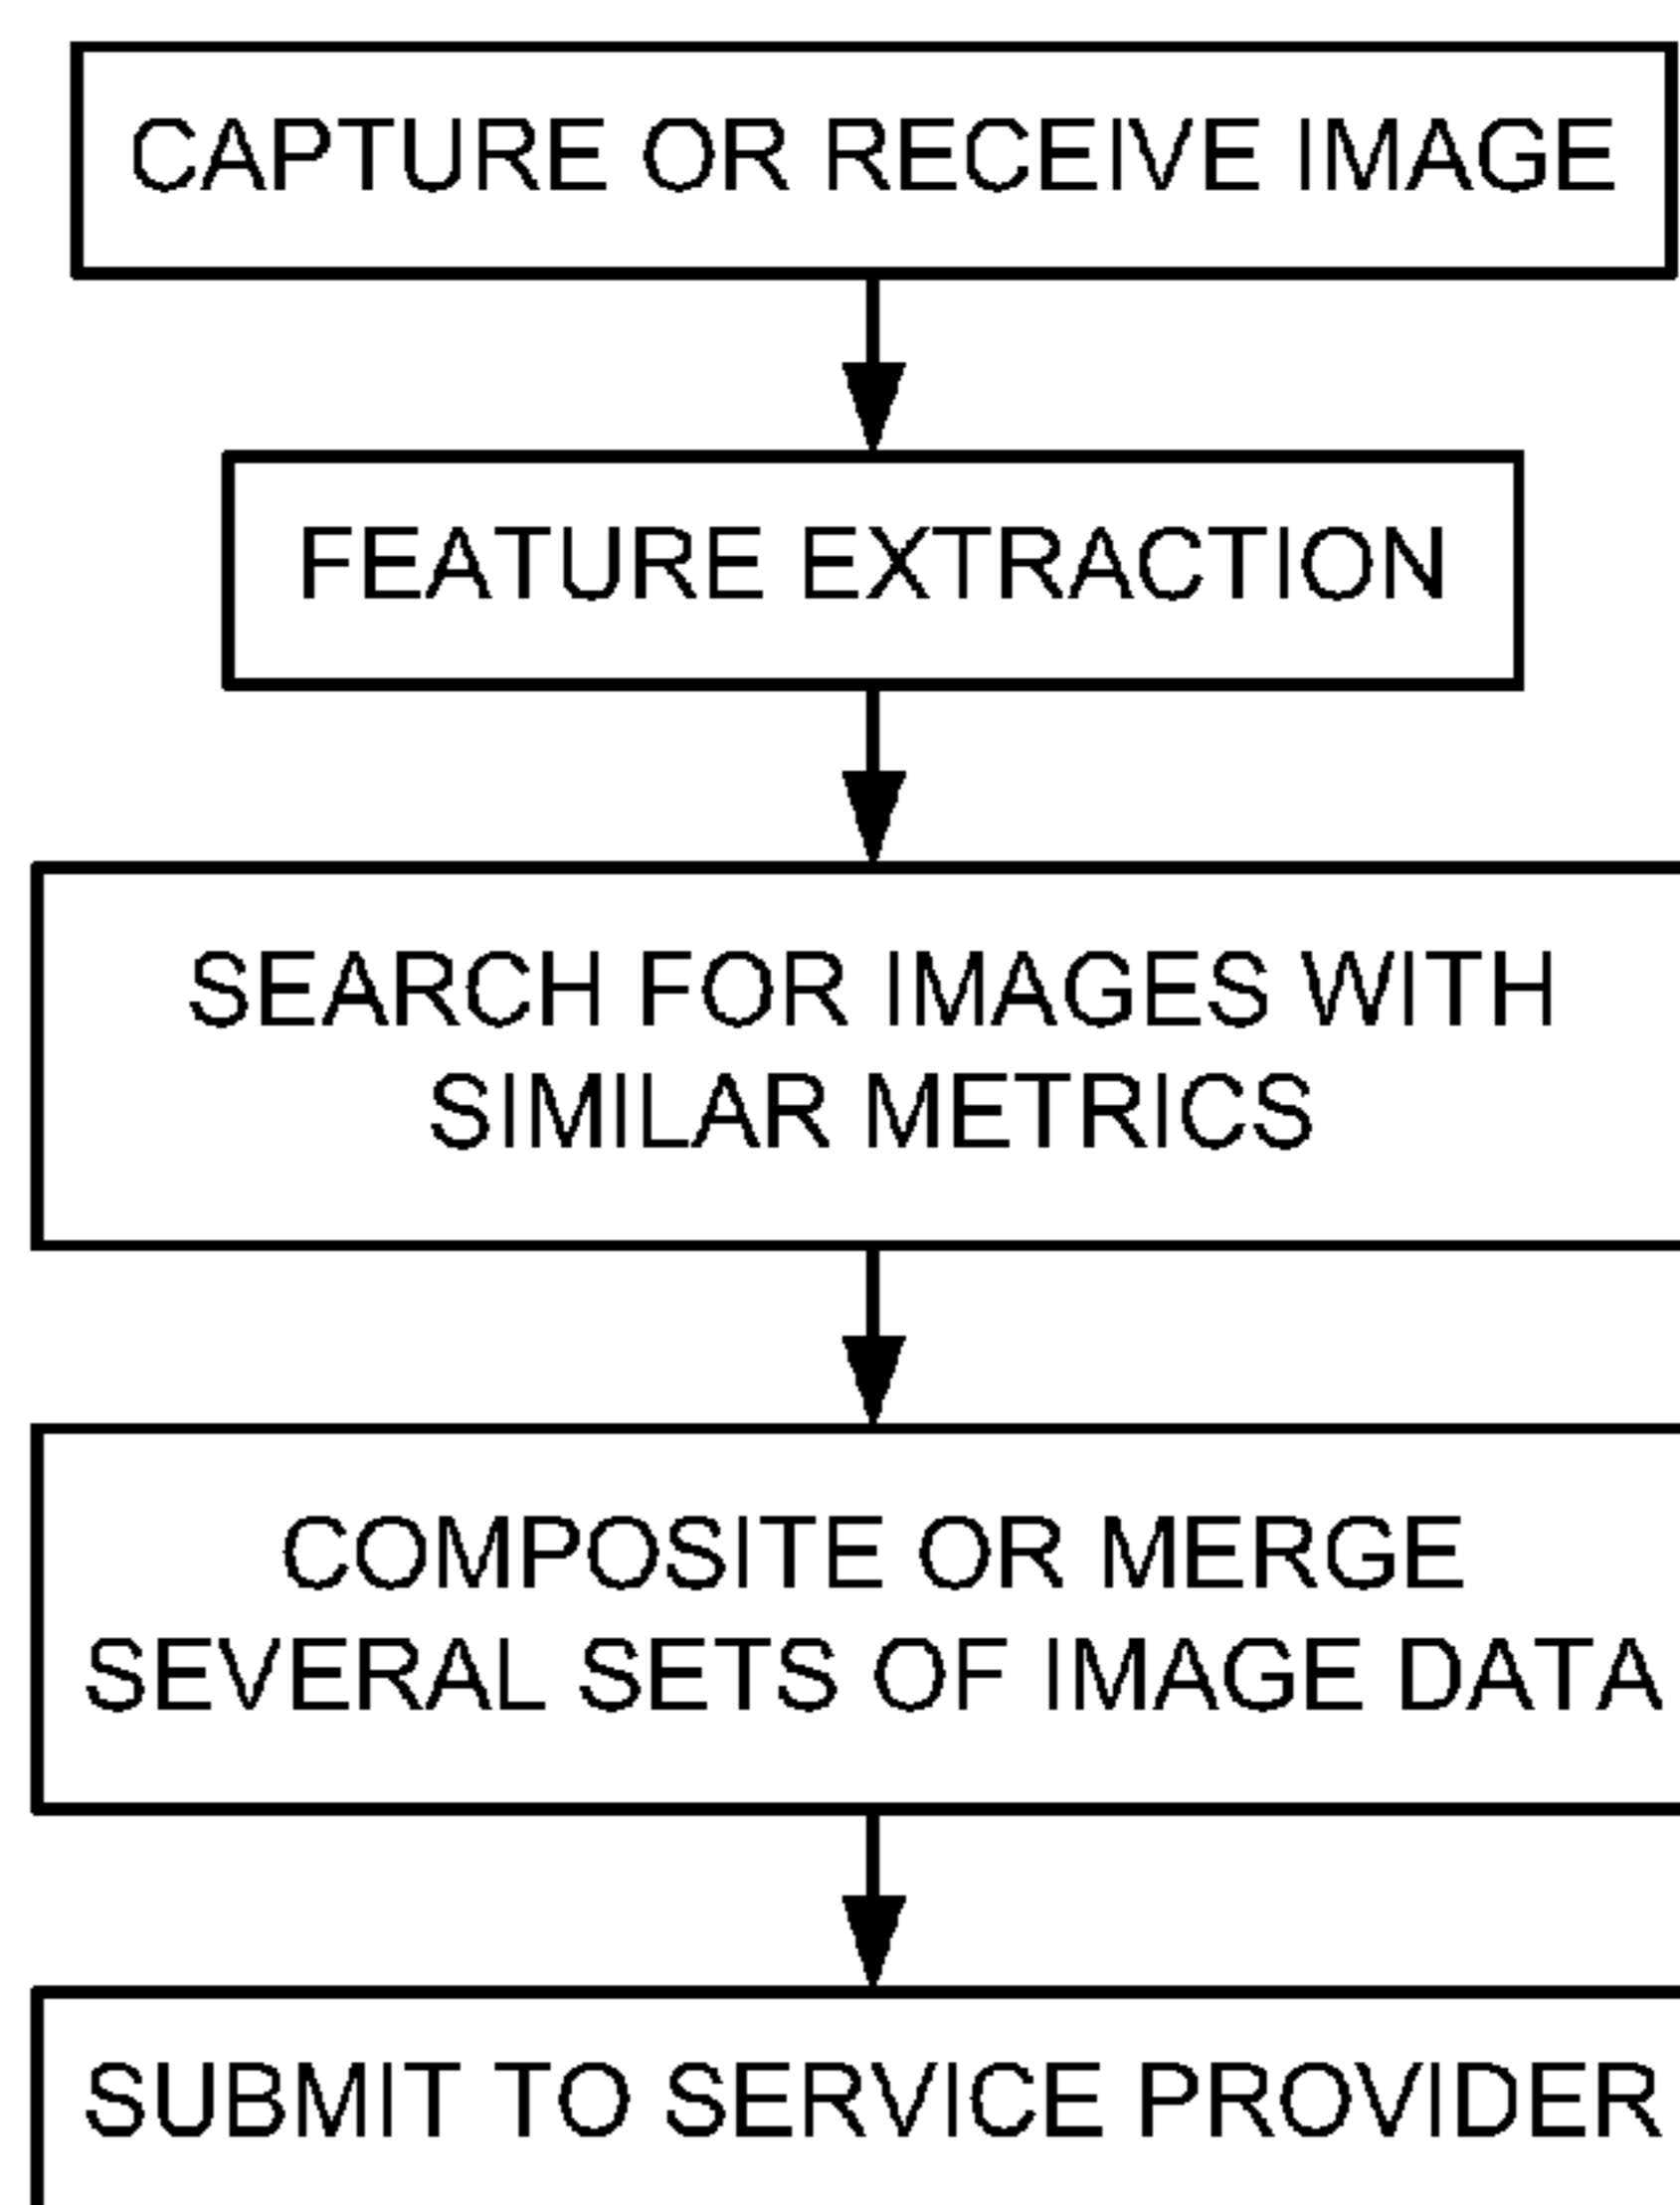 CAPTURE OR RECEIVE IMAGE
FEATURE EXTRACTION
SEARCH FOR IMAGES WITH
SIMILAR METRICS
COMPOSITE OR MERGE
SEVERAL SETS OF IMAGE DATA
SUBMIT TO SERVICE PROVIDER